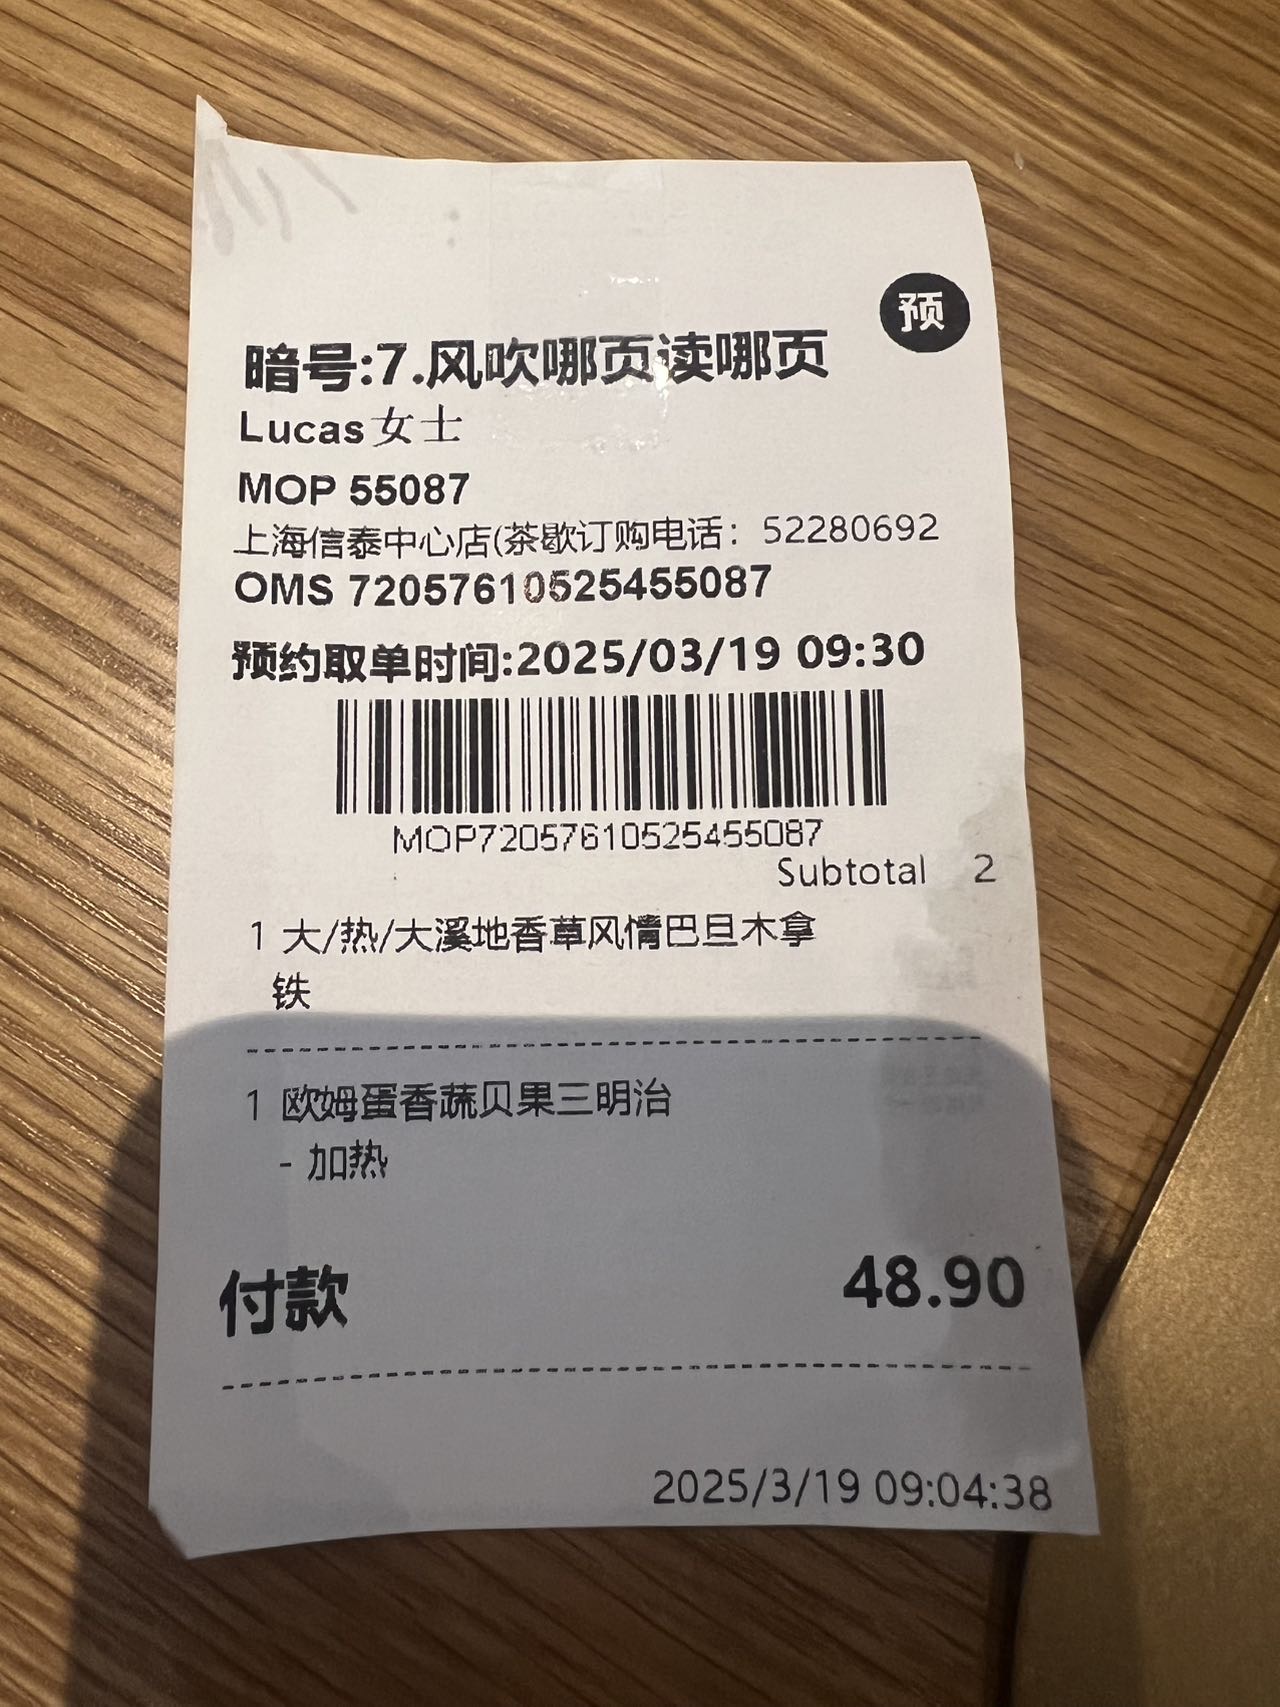 预
暗号:7.风吹哪页读哪页
Lucas女士
MOP 55087
上海信泰中心店(茶歇订购电话：52280692
OMS 72057610525455087
预约取单时间:2025/03/19 09:30
MOP72057610525455087
Subtotal 2
1 大/热/大溪地香草风情巴旦木拿
铁
1 欧姆蛋香蔬贝果三明治
- 加热
付款 48.90
2025/3/19 09:04:38